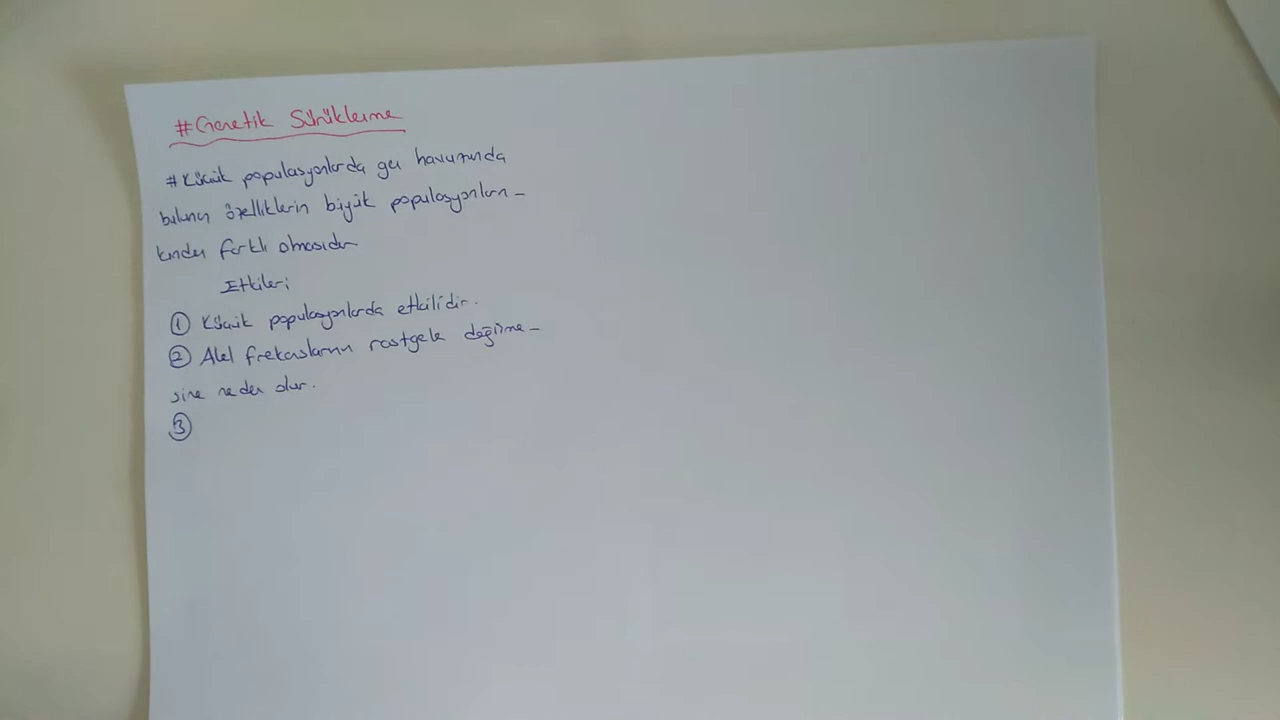 #Genetik Sürükleme
#Küçük populasyonlarda gen havuzunda
bulunan özelliklerin büyük populasyonların-
kinden farklı olmasıdır
Etkileri
① Küçük populasyonlarda etkilidir.
② Alel frekanslarının rastgele değişme-
sine neden olur.
③